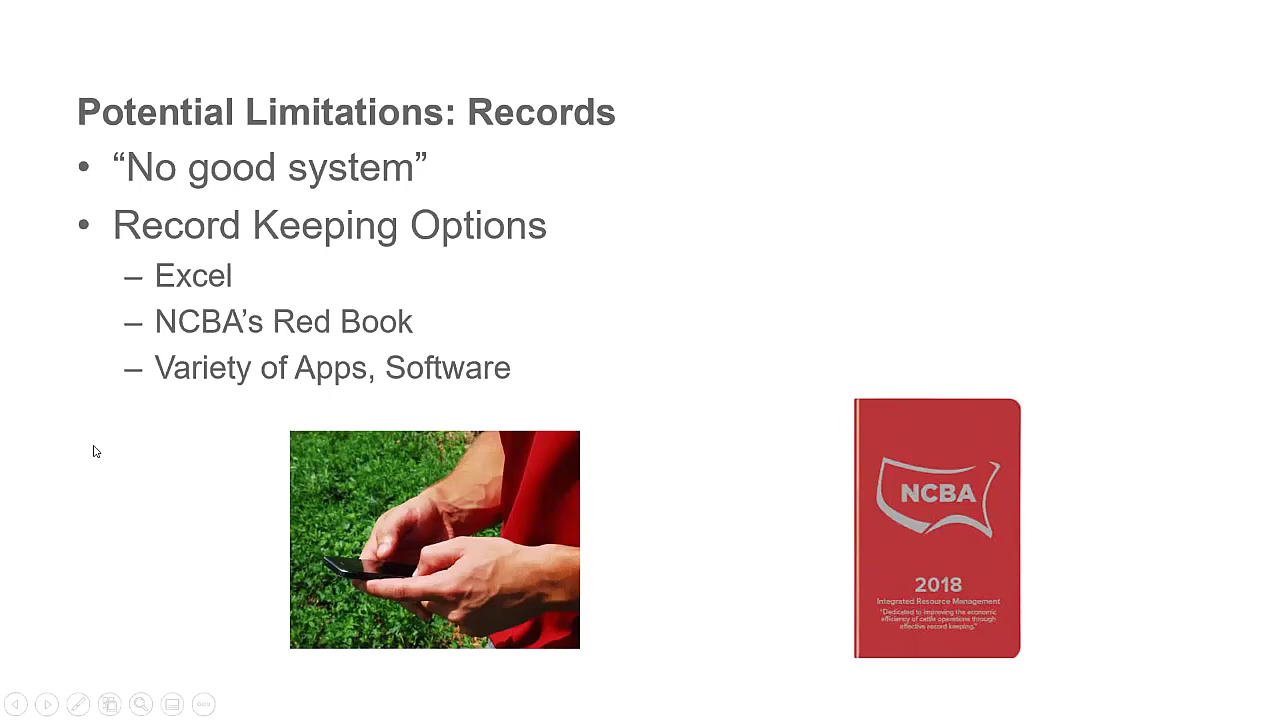 Potential Limitations: Records
• “No good system”
• Record Keeping Options
– Excel
– NCBA’s Red Book
– Variety of Apps, Software
NCBA
2018
Integrated Resource Management
"Dedicated to improving the economic
efficiency of cattle operations through
effective record keeping."